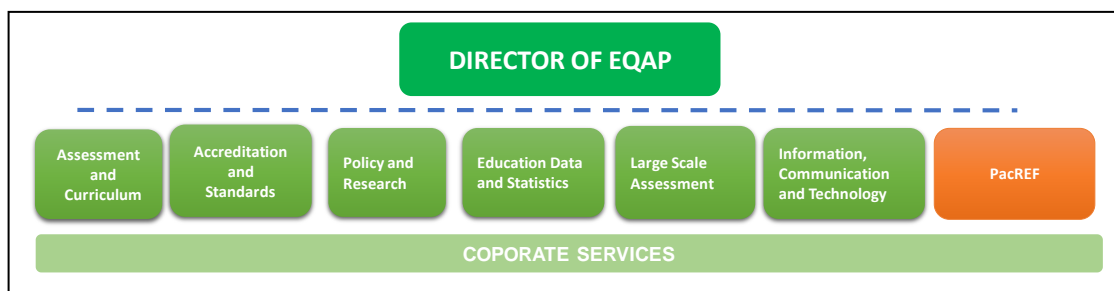 DIRECTOR OF EQAP
Assessment
and
Curriculum
Accreditation
and
Standards
Policy and
Research
Education Data
and Statistics
Large Scale
Assessment
Information,
Communication
and Technology
PacREF
COPORATE SERVICES